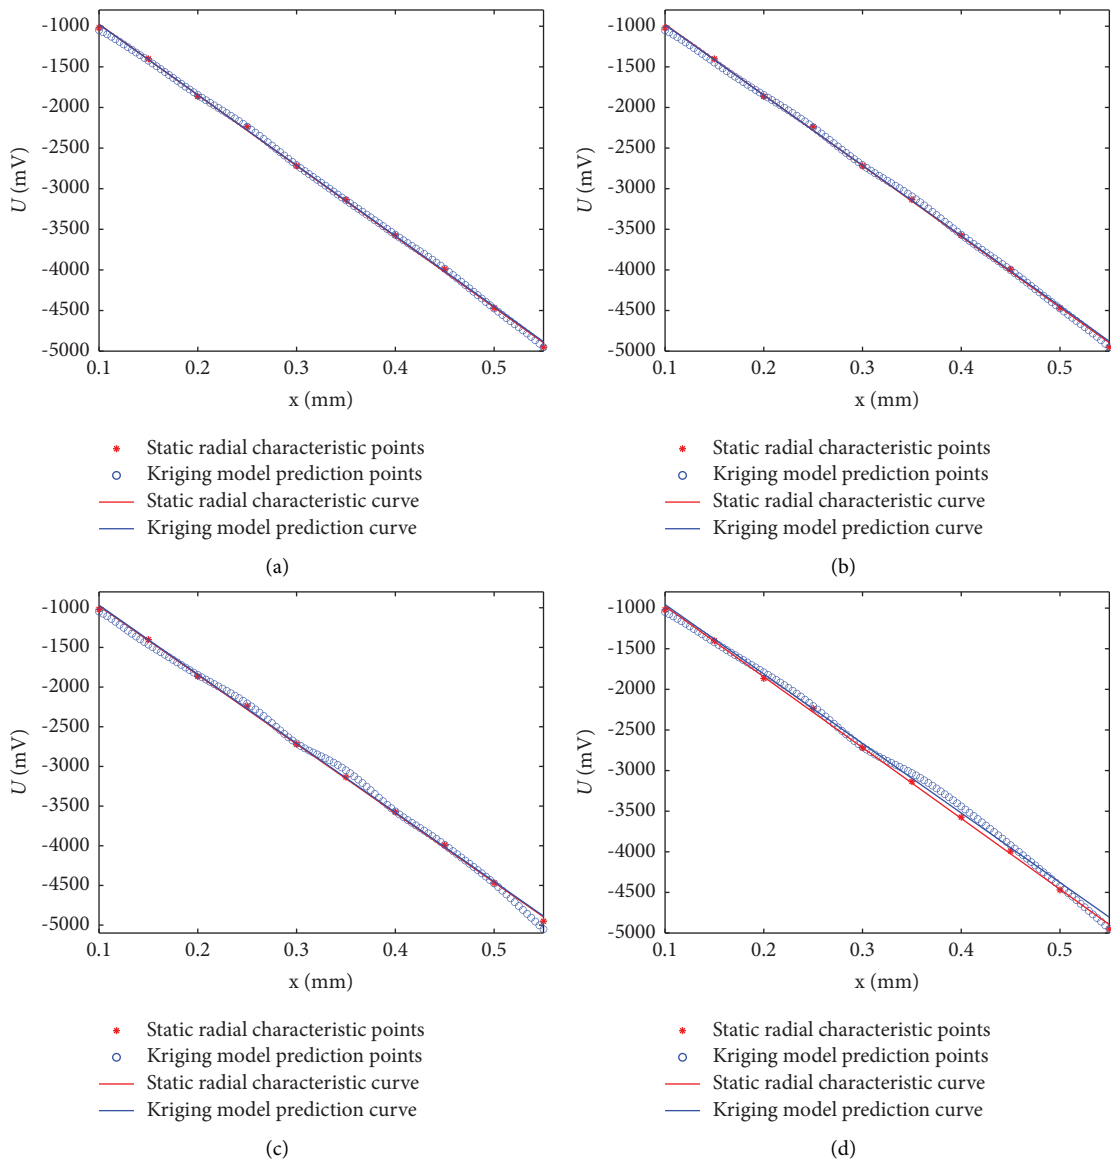 -1000
-1500
-2000
-2500
-3000
-3500
-4000
-4500
-5000
U (mV)
0.1 0.2 0.3 0.4 0.5
x (mm)
Static radial characteristic points
Kriging model prediction points
Static radial characteristic curve
Kriging model prediction curve
(a)
-1000
-1500
-2000
-2500
-3000
-3500
-4000
-4500
-5000
U (mV)
0.1 0.2 0.3 0.4 0.5
x (mm)
Static radial characteristic points
Kriging model prediction points
Static radial characteristic curve
Kriging model prediction curve
(b)
-1000
-1500
-2000
-2500
-3000
-3500
-4000
-4500
-5000
U (mV)
0.1 0.2 0.3 0.4 0.5
x (mm)
Static radial characteristic points
Kriging model prediction points
Static radial characteristic curve
Kriging model prediction curve
(c)
-1000
-1500
-2000
-2500
-3000
-3500
-4000
-4500
-5000
U (mV)
0.1 0.2 0.3 0.4 0.5
x (mm)
Static radial characteristic points
Kriging model prediction points
Static radial characteristic curve
Kriging model prediction curve
(d)